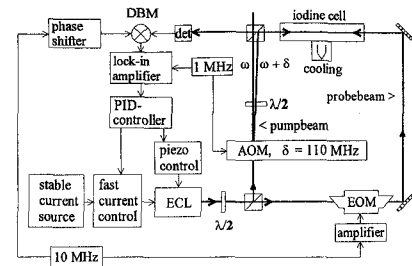 DBM
phase
shifter
det
iodine cell
cooling
lock-in
amplifier
1 MHz
ω
ω + δ
PID-
controller
λ/2
probebeam >
< pumpbeam
piezo
control
AOM, δ = 110 MHz
stable
current
source
fast
current
control
ECL
λ/2
EOM
amplifier
10 MHz